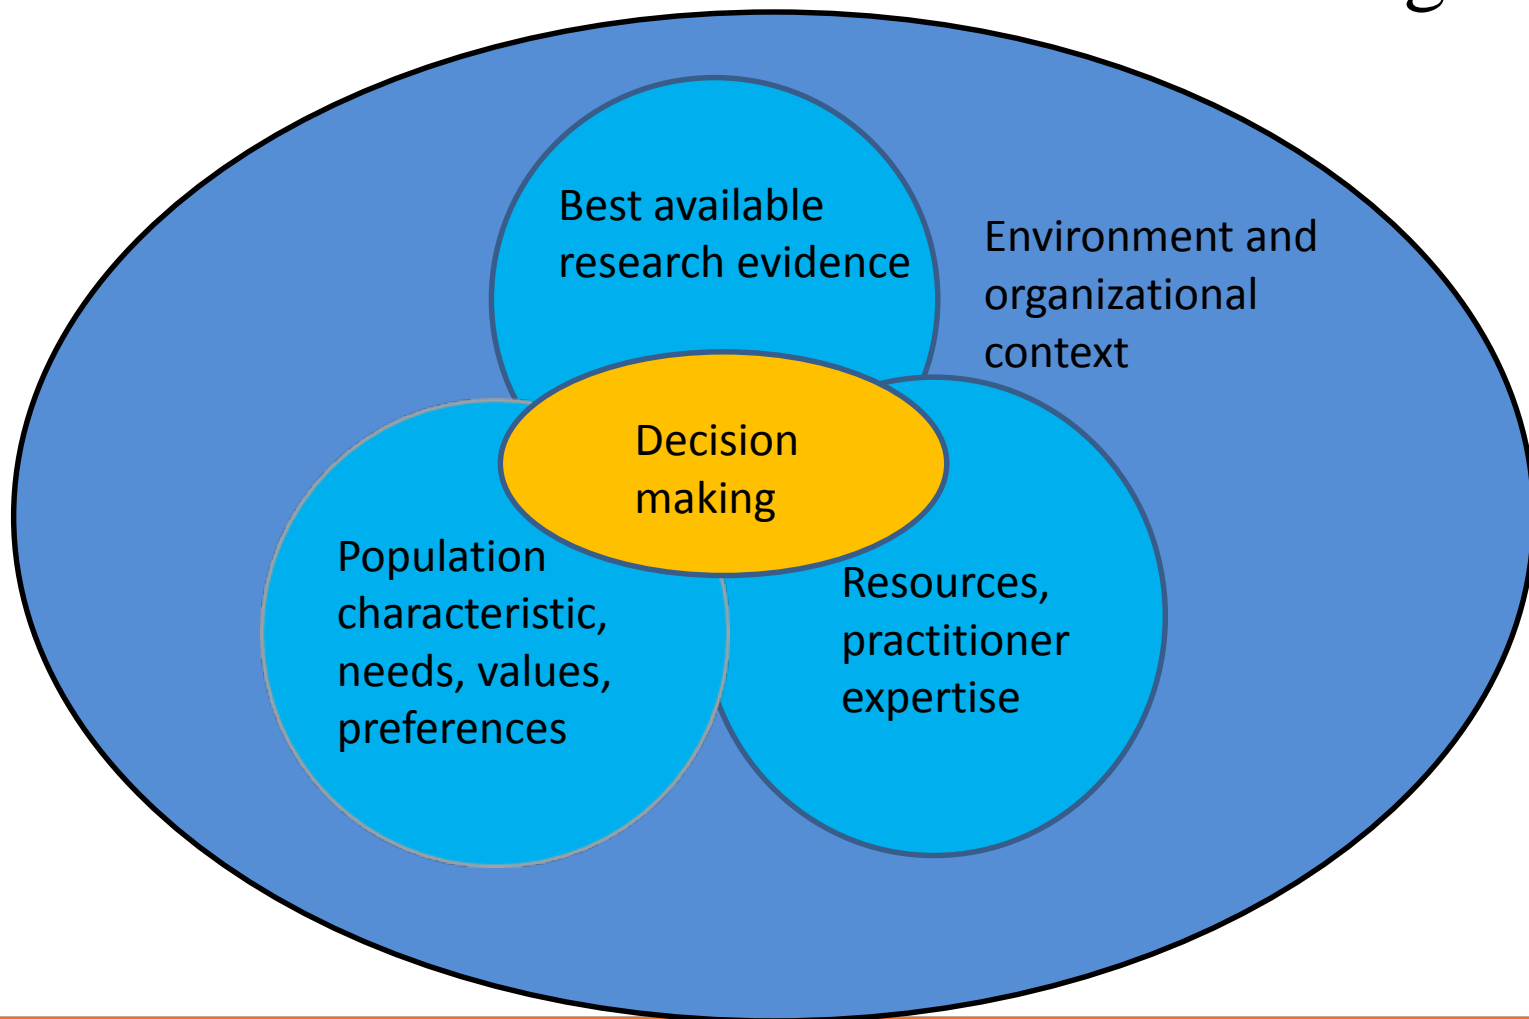 g
Best available
research evidence
Environment and
organizational
context
Decision
making
Population
characteristic,
needs, values,
preferences
Resources,
practitioner
expertise